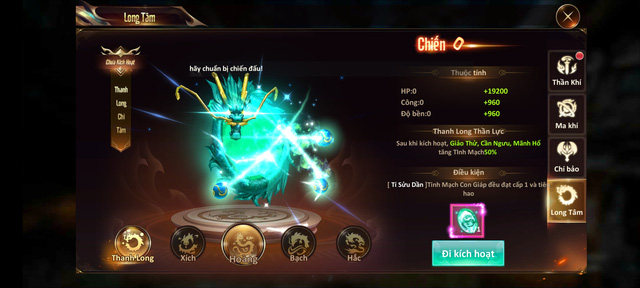 Long Tâm
Chưa Kích Hoạt
Thanh
Long
Chi
Tâm
hãy chuẩn bị chiến đấu!
Chiến 0
Thuộc tính
HP:0 +19200
Công:0 +960
Độ bền:0 +960
Thanh Long Thần Lực
Sau khi kích hoạt, Giáo Thử, Cần Ngưu, Mãnh Hổ
tăng Tinh Mạch50%
Điều kiện
[ Tí Sửu Dần ]Tinh Mạch Con Giáp đều đạt cấp 1 và tiê
hao
1
Đi kích hoạt
Thần Khí
Ma khí
Chí bảo
Long Tâm
Thanh Long
Xích
Hoàng
Bạch
Hắc